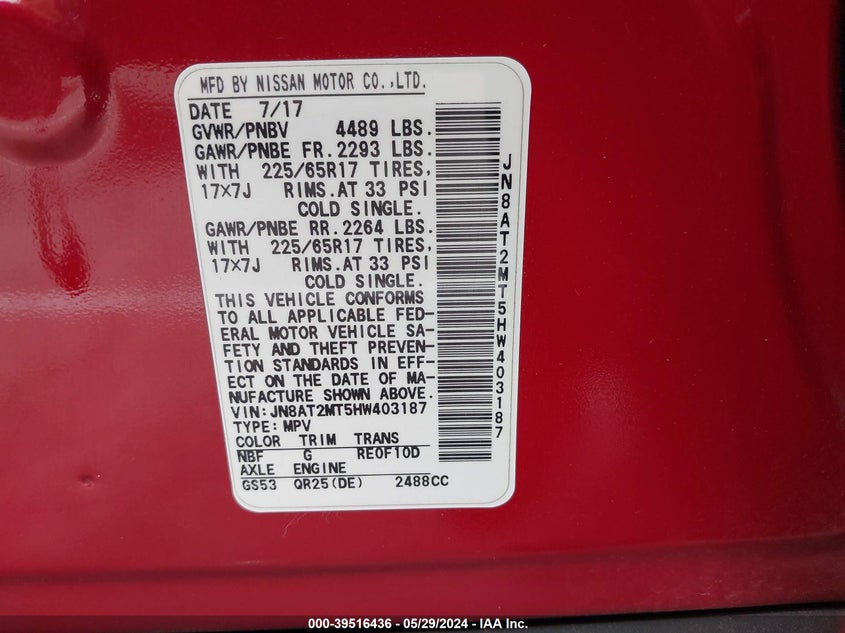 MFD BY NISSAN MOTOR CO.,LTD.
DATE 7/17
GVWR/PNBV 4489 LBS.
GAWR/PNBE FR.2293 LBS.
WITH 225/65R17 TIRES,
17×7J RIMS.AT 33 PSI
COLD SINGLE.
GAWR/PNBE RR.2264 LBS.
WITH 225/65R17 TIRES,
17×7J RIMS.AT 33 PSI
COLD SINGLE.
THIS VEHICLE CONFORMS
TO ALL APPLICABLE FED-
ERAL MOTOR VEHICLE SA-
FETY AND THEFT PREVEN-
TION STANDARDS IN EFF-
ECT ON THE DATE OF MA-
NUFACTURE SHOWN ABOVE.
VIN:JN8AT2MT5HW403187
TYPE:MPV
COLOR TRIM TRANS
NBF G RE0F10D
AXLE ENGINE
GS53 QR25(DE) 2488CC
JN8AT2MT5HW403187
000-39516436 - 05/29/2024 - IAA Inc.